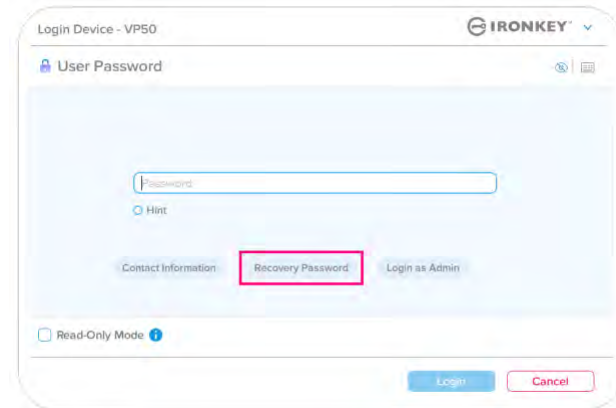 Login Device - VP50
IRONKEY
User Password
Password
Hint
Contact Information
Recovery Password
Login as Admin
Read-Only Mode
Login
Cancel